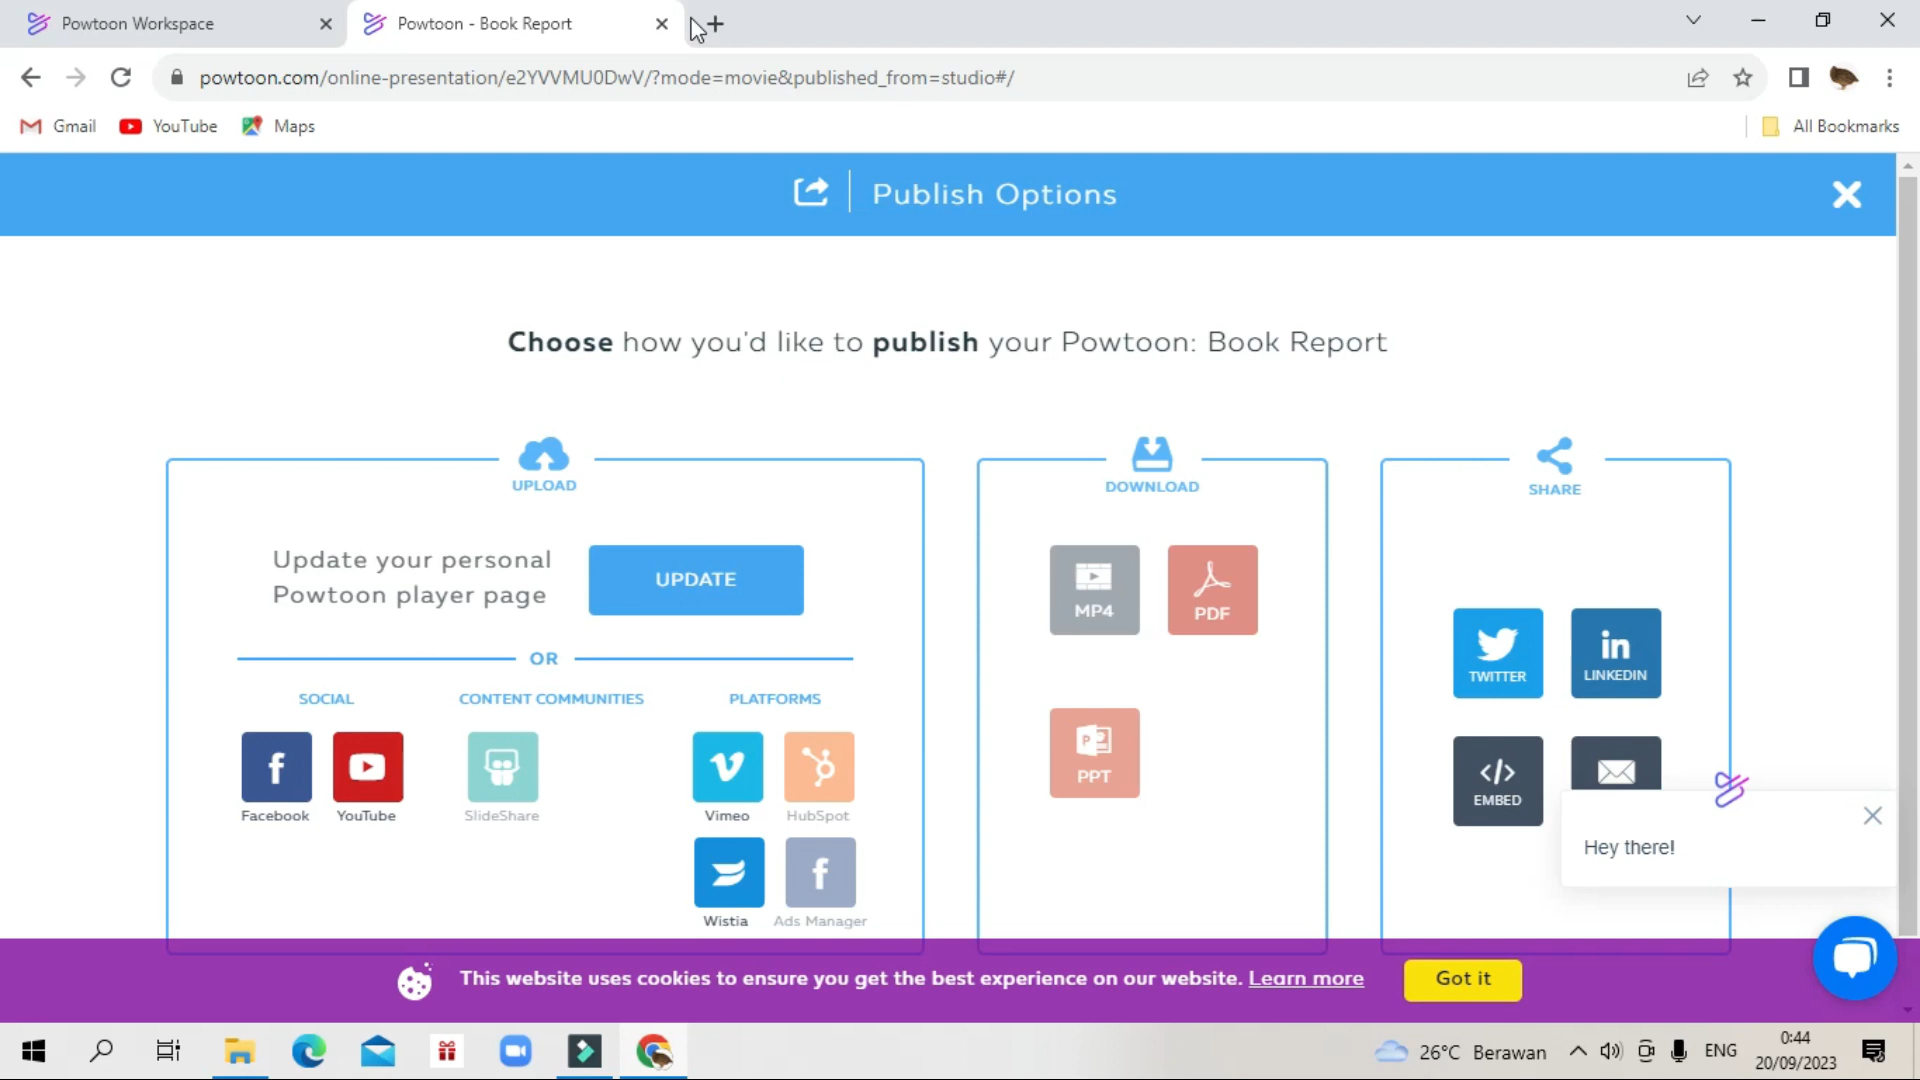 Powtoon Workspace
Powtoon - Book Report
powtoon.com/online-presentation/e2YVVMU0DwV/?mode=movie&published_from=studio#/
Gmail
YouTube
Maps
All Bookmarks
Publish Options
Choose how you'd like to publish your Powtoon: Book Report
UPLOAD
Update your personal
Powtoon player page
UPDATE
OR
SOCIAL
CONTENT COMMUNITIES
PLATFORMS
Facebook
YouTube
SlideShare
Vimeo
HubSpot
Wistia
Ads Manager
DOWNLOAD
MP4
PDF
PPT
SHARE
TWITTER
LINKEDIN
EMBED
Hey there!
This website uses cookies to ensure you get the best experience on our website. Learn more
Got it
26°C Berawan
ENG
0:44
20/09/2023